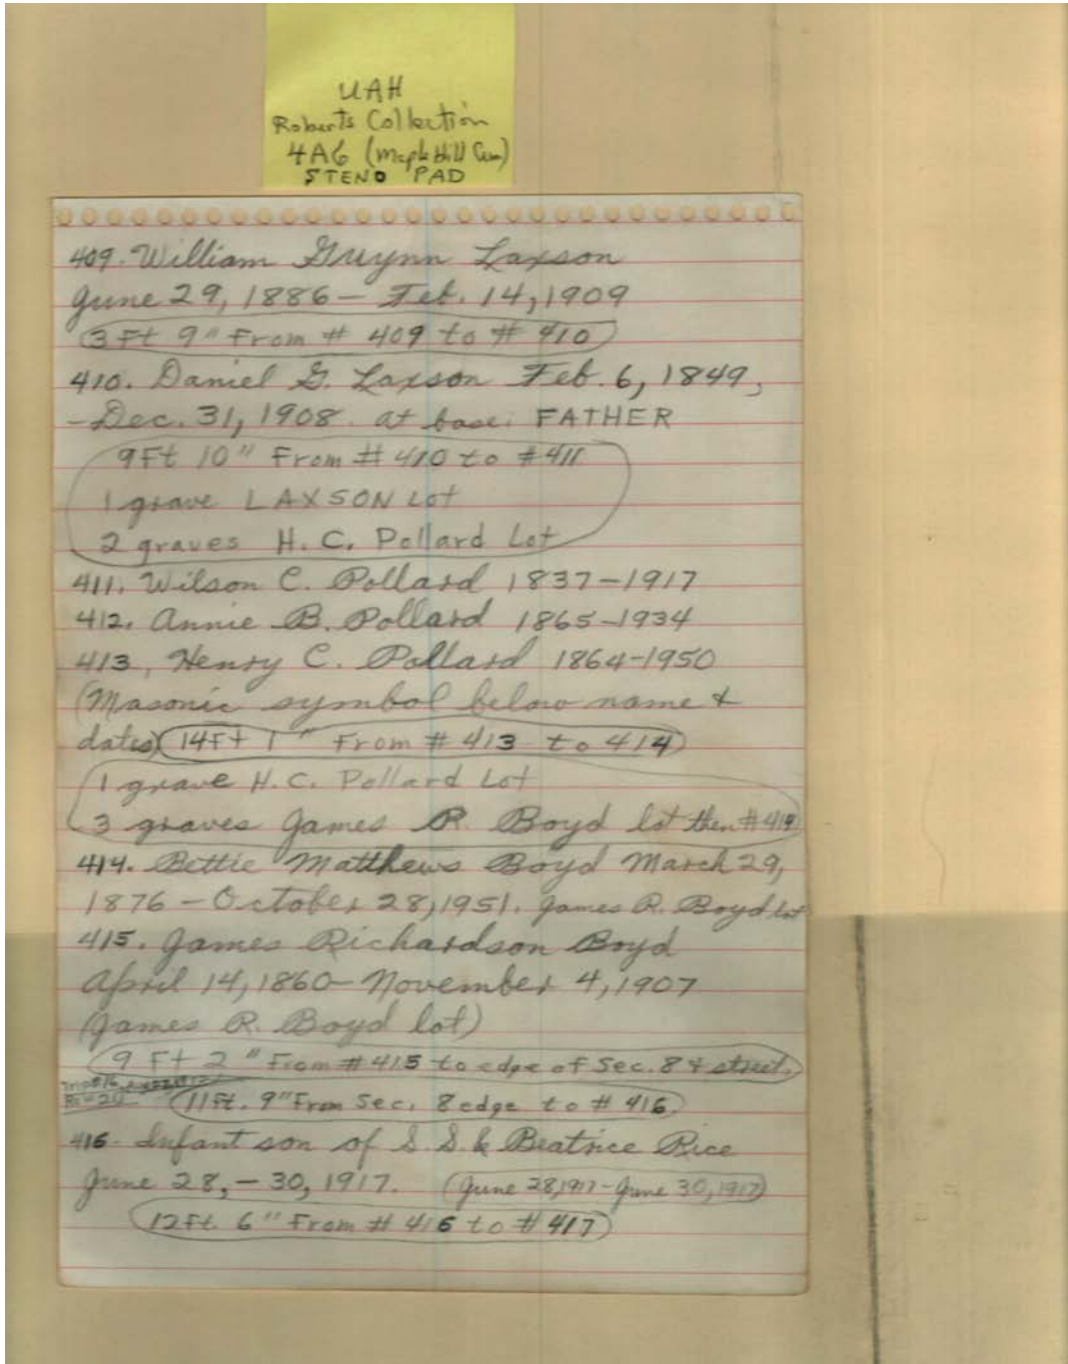 UAH
Roberts Collection
4A6 (Maple Hill Cem)
STENO PAD
409. William Gwynn Laxson
June 29, 1886 - Feb. 14, 1909
3 Ft 9" From # 409 to # 410
410. Daniel G. Laxson Feb. 6, 1849,
- Dec. 31, 1908. at base: FATHER
9 Ft 10" From # 410 to # 411
1 grave LAXSON Lot
2 graves H. C. Pollard Lot
411. Wilson C. Pollard 1837-1917
412. Annie B. Pollard 1865-1934
413, Henry C. Pollard 1864-1950
(Masonic symbol below name &
dates) 14 Ft 1" From # 413 to 414
1 grave H. C. Pollard Lot
3 graves James R. Boyd lot then # 414
414. Bettie Matthews Boyd March 29,
1876 - October 28, 1951. James R. Boyd lot
415. James Richardson Boyd
April 14, 1860 - November 4, 1907
(James R. Boyd lot)
9 Ft 2" From # 415 to edge of Sec. 8 & street.
Trip #16,
11 Ft. 9" From Sec. 8 edge to # 416
416. Infant son of S. S. & Beatrice Rice
June 28, - 30, 1917. (June 28, 1917 - June 30, 1917)
12 Ft. 6" From # 416 to # 417